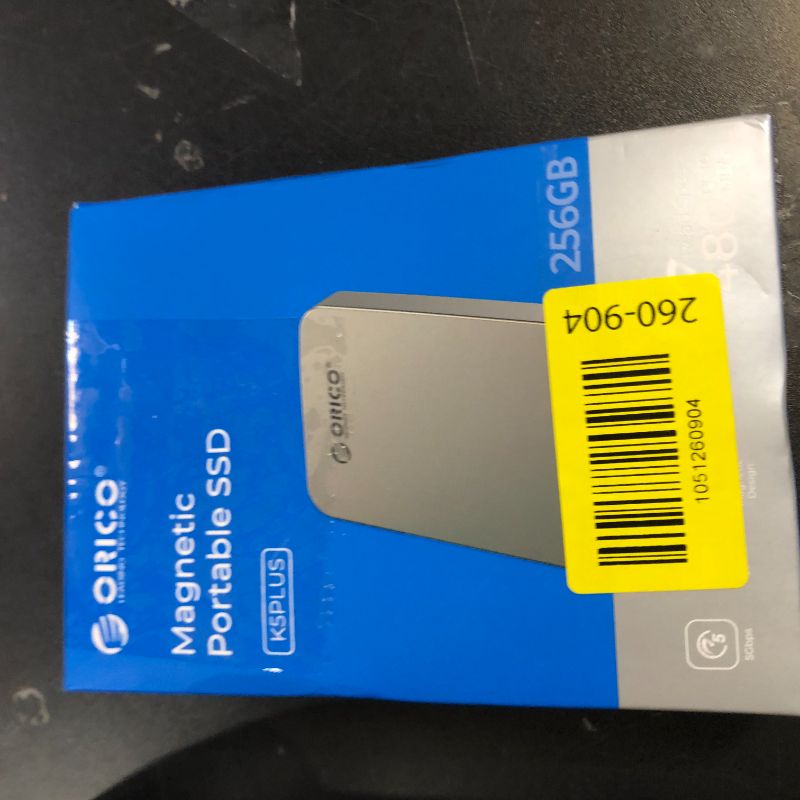 ORICO®
Magnetic
Portable SSD
K5PLUS
ORICO
256GB
260-904
1051260904
5Gbps
Design